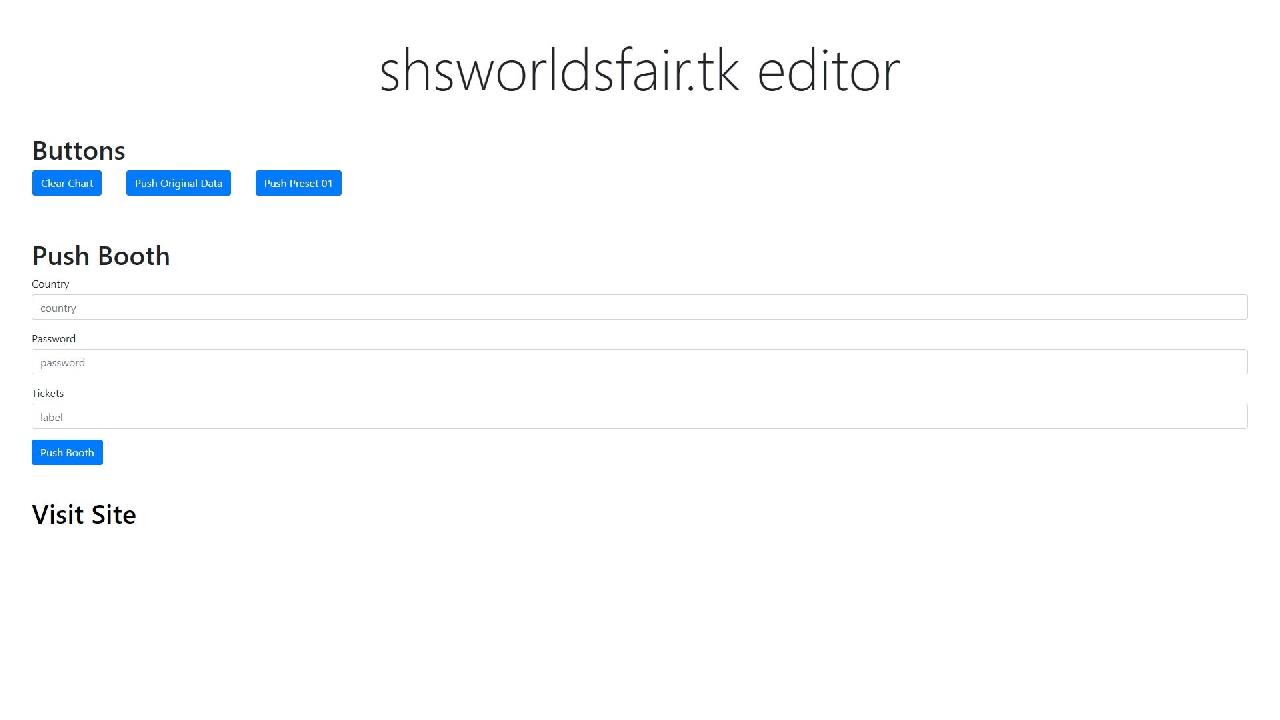 shsworldsfair.tk editor
Buttons
Clear Chart Push Original Data Push Preset 01
Push Booth
Country
country
Password
password
Tickets
label
Push Booth
Visit Site